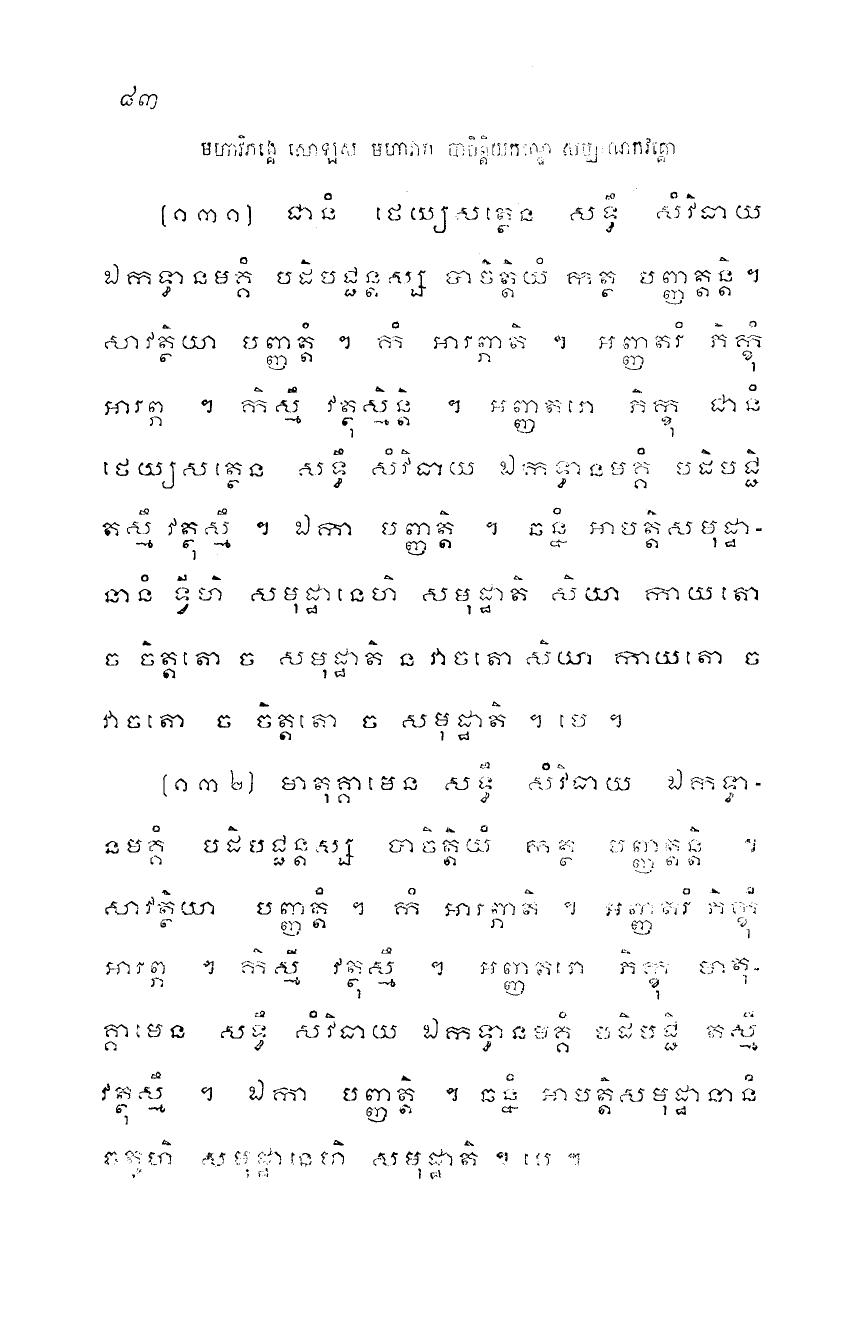 ៨៣
មហាវិភង្គេ សោឡស មហាវារេ បាចិត្តិយកណ្ឌេ សប្បាណកវគ្គោ
(១៣១) ជានំ ថេយ្យសត្ថេន សទ្ធឹ សំវិធាយ
ឯកទ្ធានមគ្គំ បដិបជ្ជន្តស្ស បាចិត្តិយំ កត្ថ បញ្ញត្តន្តិ ។
សាវត្ថិយា បញ្ញត្តំ ។ កំ អារព្ភាតិ ។ អញ្ញតរំ ភិក្ខុំ
អារព្ភ ។ កិស្មឹ វត្ថុស្មិន្តិ ។ អញ្ញតរោ ភិក្ខុ ជានំ
ថេយ្យសត្ថេន សទ្ធឹ សំវិធាយ ឯកទ្ធានមគ្គំ បដិបជ្ជិ
តស្មឹ វត្ថុស្មឹ ។ ឯកា បញ្ញត្តិ ។ ឆន្នំ អាបត្តិសមុដ្ឋា-
នានំ ទ្វីហិ សមុដ្ឋានេហិ សមុដ្ឋាតិ សិយា កាយតោ
ច ចិត្តតោ ច សមុដ្ឋាតិ ន វាចតោ សិយា កាយតោ ច
វាចតោ ច ចិត្តតោ ច សមុដ្ឋាតិ ។ បេ ។
(១៣២) មាតុគ្គាមេន សទ្ធឹ សំវិធាយ ឯកទ្ធា-
នមគ្គំ បដិបជ្ជន្តស្ស បាចិត្តិយំ កត្ថ បញ្ញត្តន្តិ ។
សាវត្ថិយា បញ្ញត្តំ ។ កំ អារព្ភាតិ ។ អញ្ញតរំ ភិក្ខុំ
អារព្ភ ។ កិស្មឹ វត្ថុស្មឹ ។ អញ្ញតរោ ភិក្ខុ មាតុ-
គ្គាមេន សទ្ធឹ សំវិធាយ ឯកទ្ធានមគ្គំ បដិបជ្ជិ តស្មឹ
វត្ថុស្មឹ ។ ឯកា បញ្ញត្តិ ។ ឆន្នំ អាបត្តិសមុដ្ឋានានំ
ចតូហិ សមុដ្ឋានេហិ សមុដ្ឋាតិ ។ បេ ។